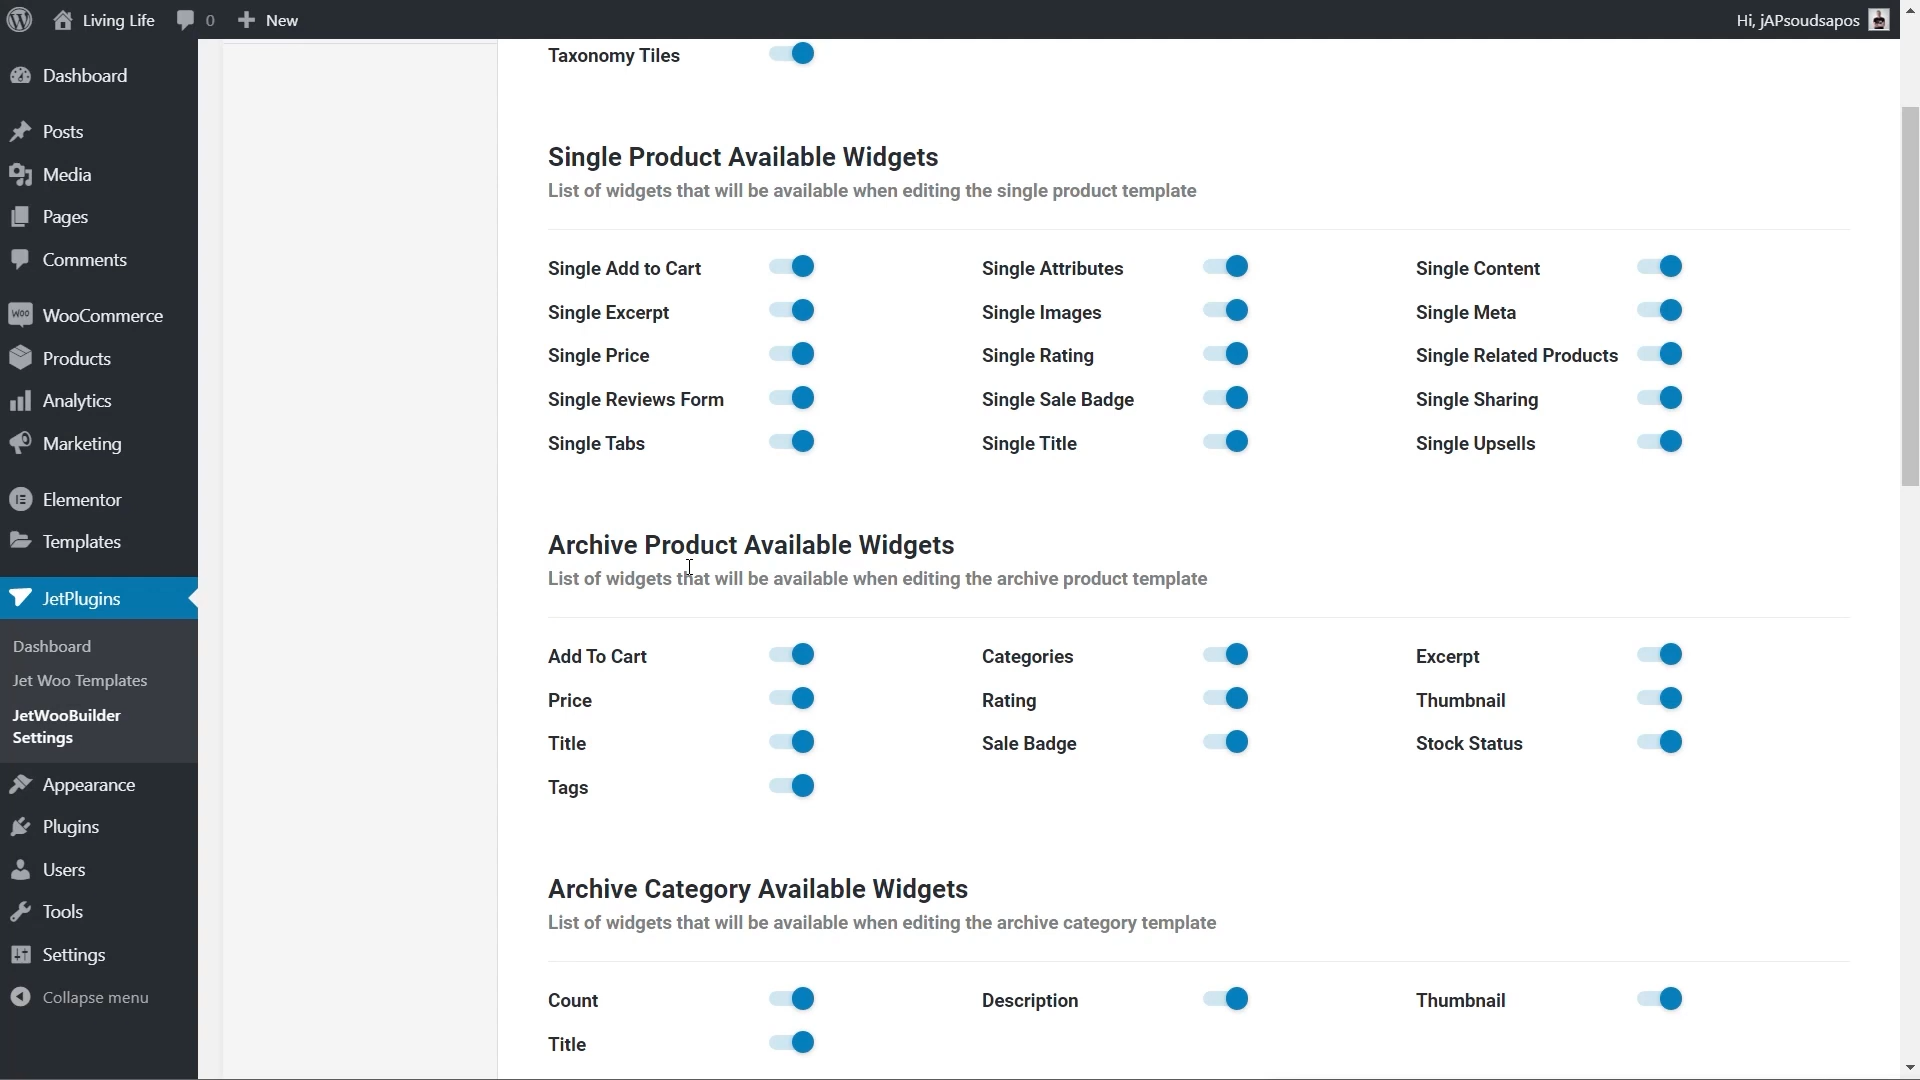 Living Life
0
New
Hi, jAPsoudsapos
Dashboard
Posts
Media
Pages
Comments
WooCommerce
Products
Analytics
Marketing
Elementor
Templates
JetPlugins
Dashboard
Jet Woo Templates
JetWooBuilder
Settings
Appearance
Plugins
Users
Tools
Settings
Collapse menu
Taxonomy Tiles
Single Product Available Widgets
List of widgets that will be available when editing the single product template
Single Add to Cart
Single Attributes
Single Content
Single Excerpt
Single Images
Single Meta
Single Price
Single Rating
Single Related Products
Single Reviews Form
Single Sale Badge
Single Sharing
Single Tabs
Single Title
Single Upsells
Archive Product Available Widgets
List of widgets that will be available when editing the archive product template
Add To Cart
Categories
Excerpt
Price
Rating
Thumbnail
Title
Sale Badge
Stock Status
Tags
Archive Category Available Widgets
List of widgets that will be available when editing the archive category template
Count
Description
Thumbnail
Title